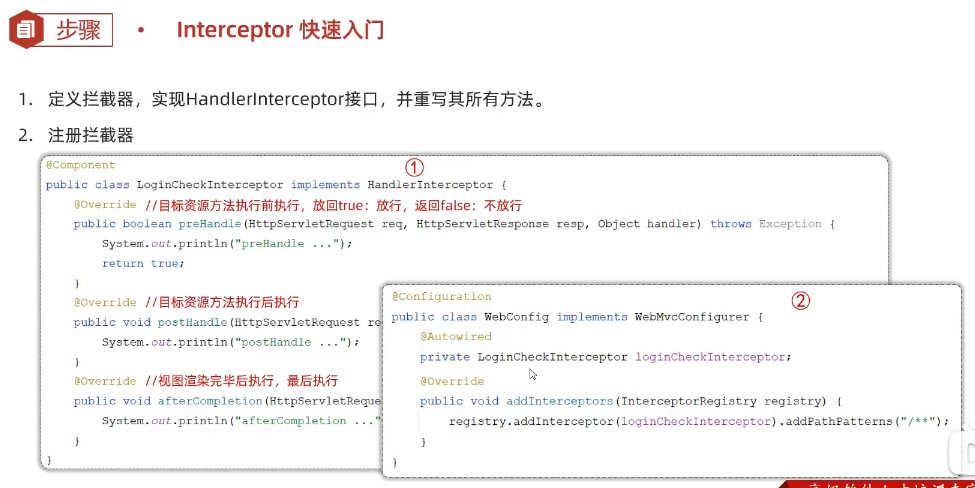 步骤
Interceptor 快速入门
1. 定义拦截器，实现HandlerInterceptor接口，并重写其所有方法。
2. 注册拦截器
①
@Component
public class LoginCheckInterceptor implements HandlerInterceptor {
@Override //目标资源方法执行前执行，放回true：放行，返回false：不放行
public boolean preHandle(HttpServletRequest req, HttpServletResponse resp, Object handler) throws Exception {
System.out.println("preHandle ...");
return true;
}
@Override //目标资源方法执行后执行
public void postHandle(HttpServletRequest re
System.out.println("postHandle ...");
}
@Override //视图渲染完毕后执行，最后执行
public void afterCompletion(HttpServletReque
System.out.println("afterCompletion ..."
}
}
②
@Configuration
public class WebConfig implements WebMvcConfigurer {
@Autowired
private LoginCheckInterceptor loginCheckInterceptor;
@Override
public void addInterceptors(InterceptorRegistry registry) {
registry.addInterceptor(loginCheckInterceptor).addPathPatterns("/**");
}
}